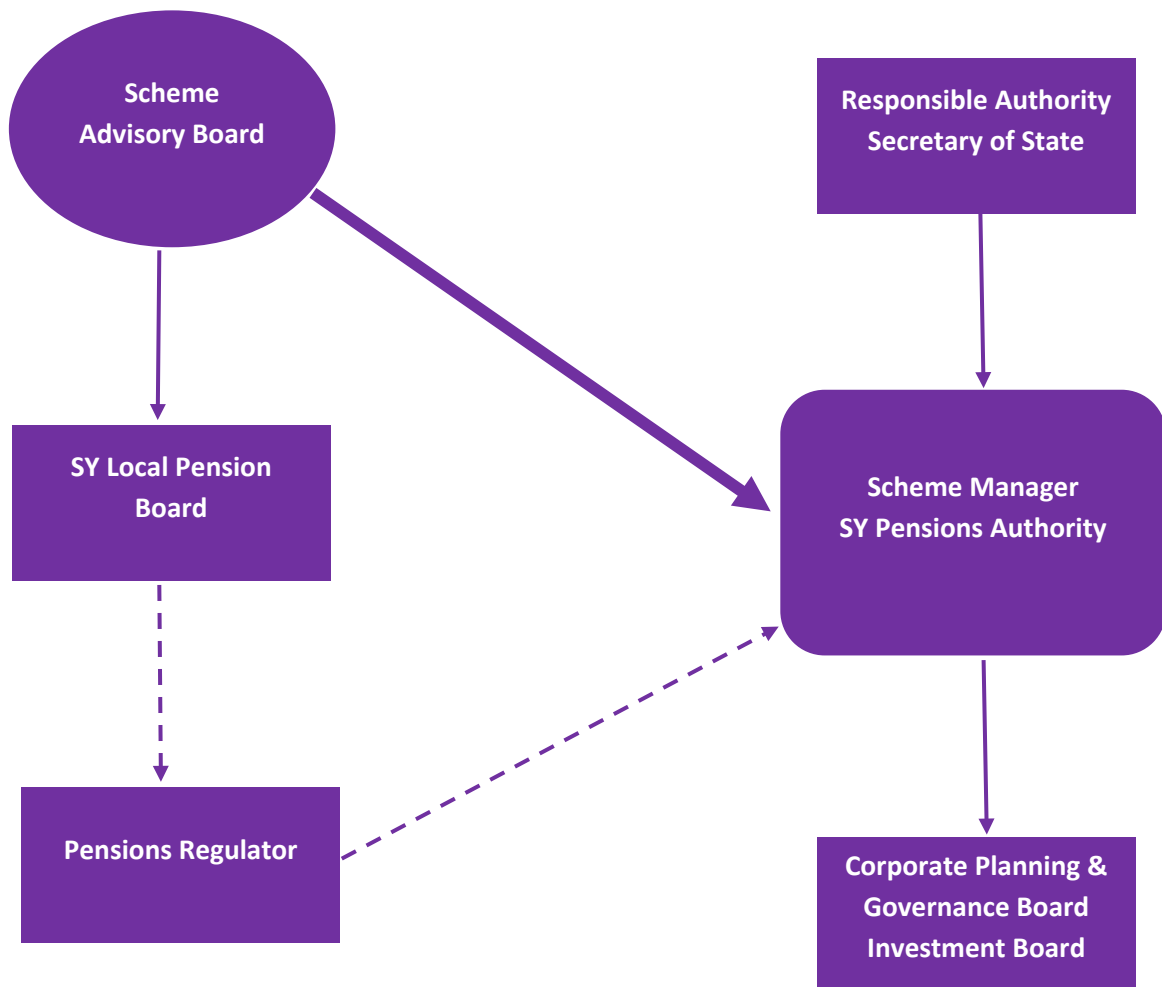 Scheme
Advisory Board
Responsible Authority
Secretary of State
SY Local Pension
Board
Scheme Manager
SY Pensions Authority
Pensions Regulator
Corporate Planning &
Governance Board
Investment Board